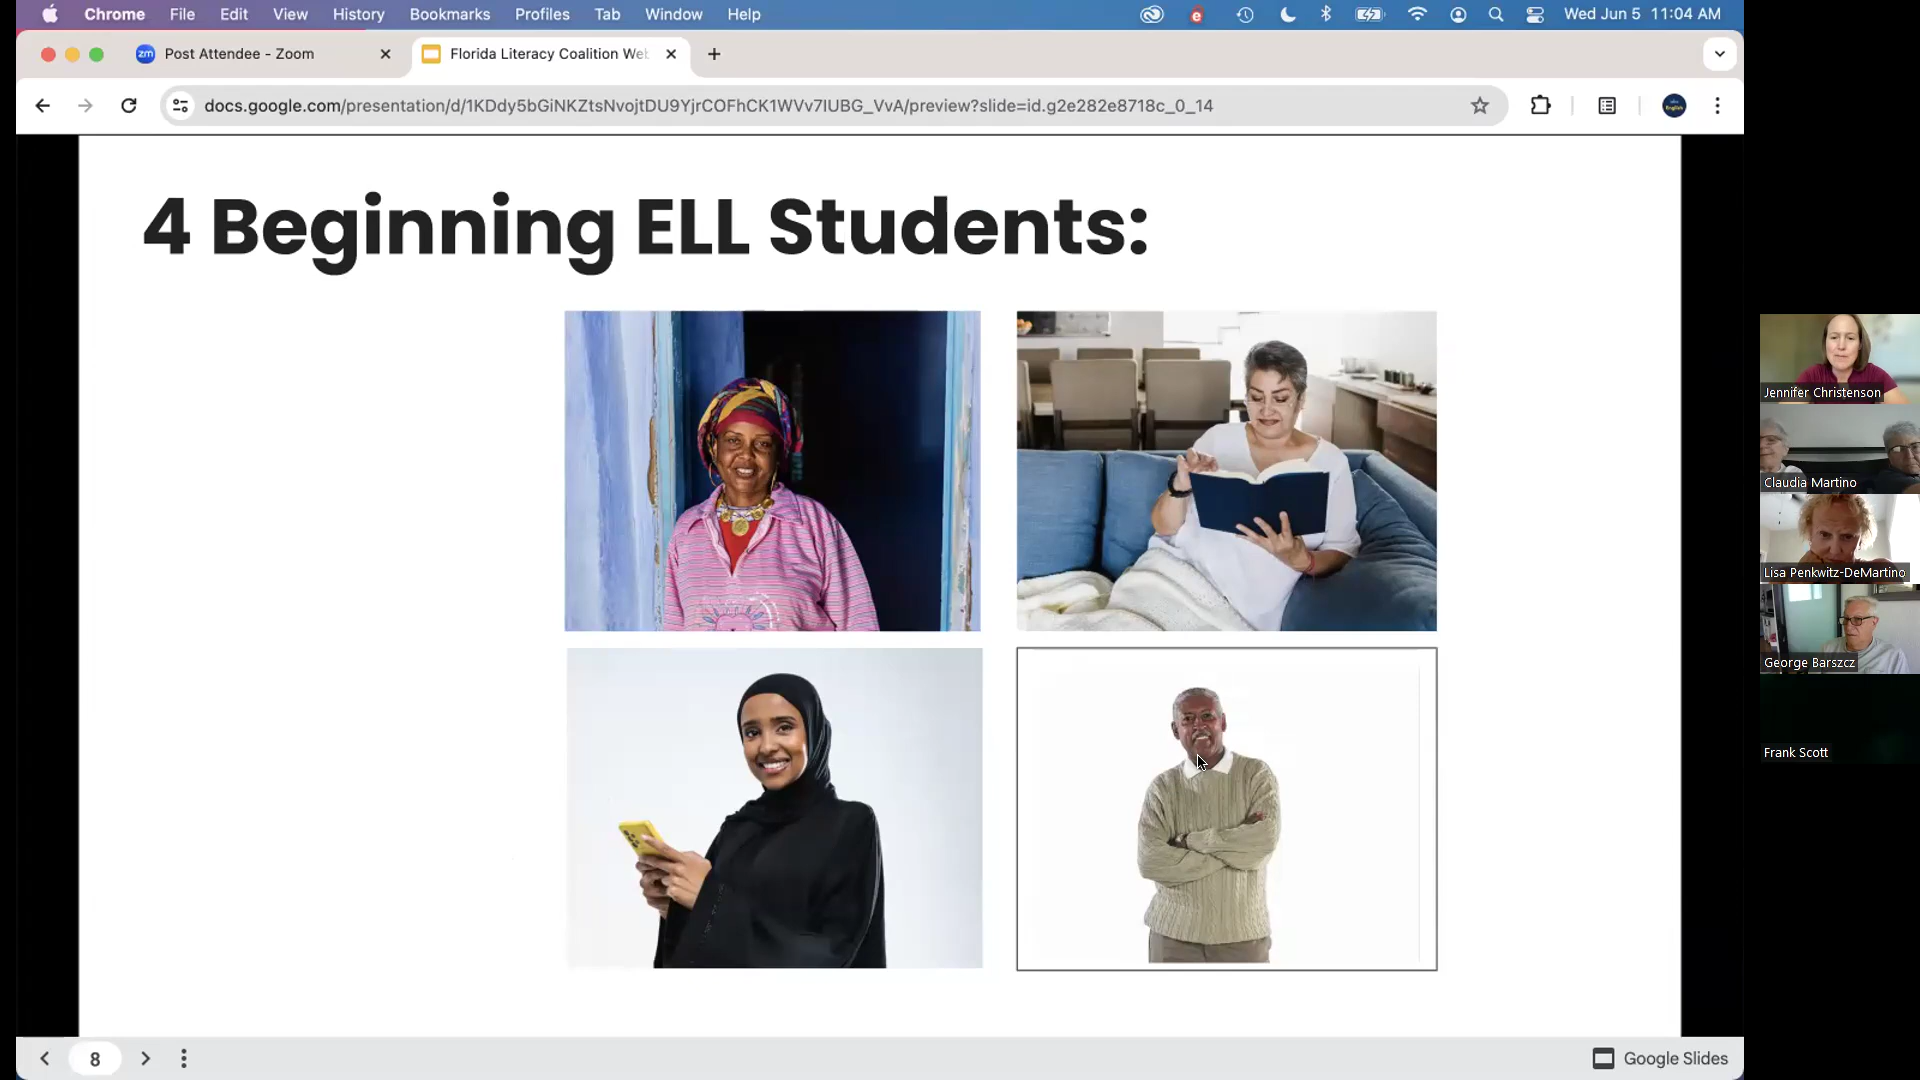 Chrome File Edit View History Bookmarks Profiles Tab Window Help Wed Jun 5 11:04 AM
zm Post Attendee - Zoom Florida Literacy Coalition Web
docs.google.com/presentation/d/1KDdy5bGiNKZtsNvojtDU9YjrCOFhCK1WVv7IUBG_VvA/preview?slide=id.g2e282e8718c_0_14
4 Beginning ELL Students:
Jennifer Christenson
Claudia Martino
Lisa Penkwitz-DeMartino
George Barszcz
Frank Scott
8 Google Slides